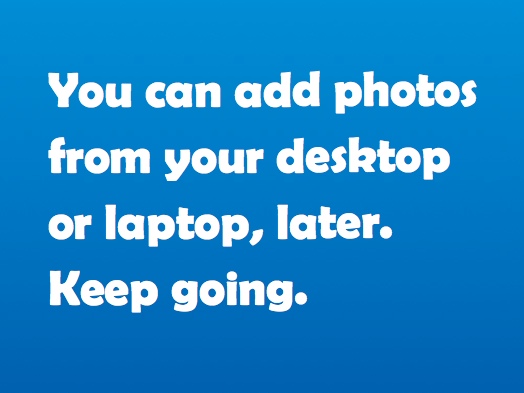 You can add photos
from your desktop
or laptop, later.
Keep going.